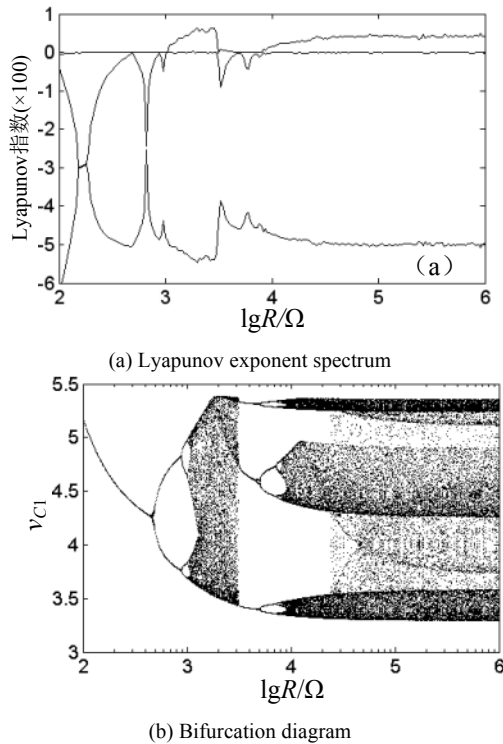 1
0
-1
-2
-3
-4
-5
-6
Lyapunov指数(×100)
(a)
2 3 4 5 6
lgR/Ω
(a) Lyapunov exponent spectrum
5.5
5
4.5
4
3.5
3
vC1
2 3 4 5 6
lgR/Ω
(b) Bifurcation diagram